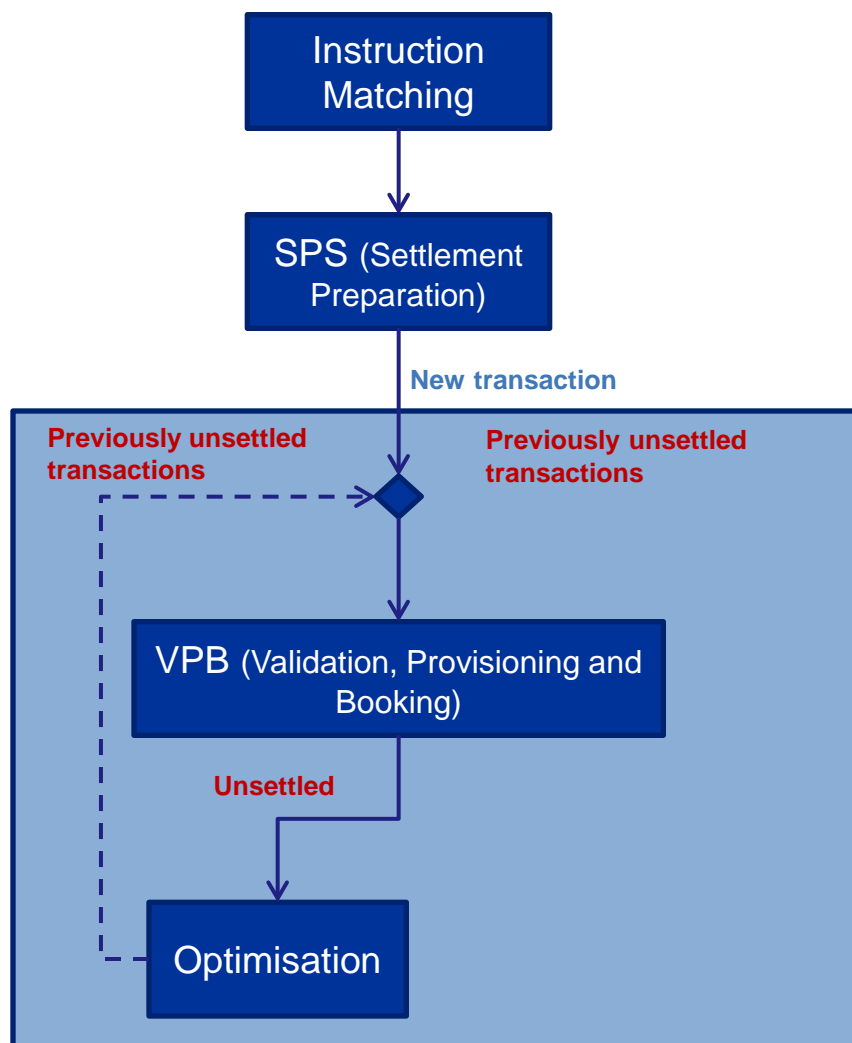 Instruction
Matching
SPS (Settlement
Preparation)
New transaction
Previously unsettled
transactions
Previously unsettled
transactions
VPB (Validation, Provisioning and
Booking)
Unsettled
Optimisation